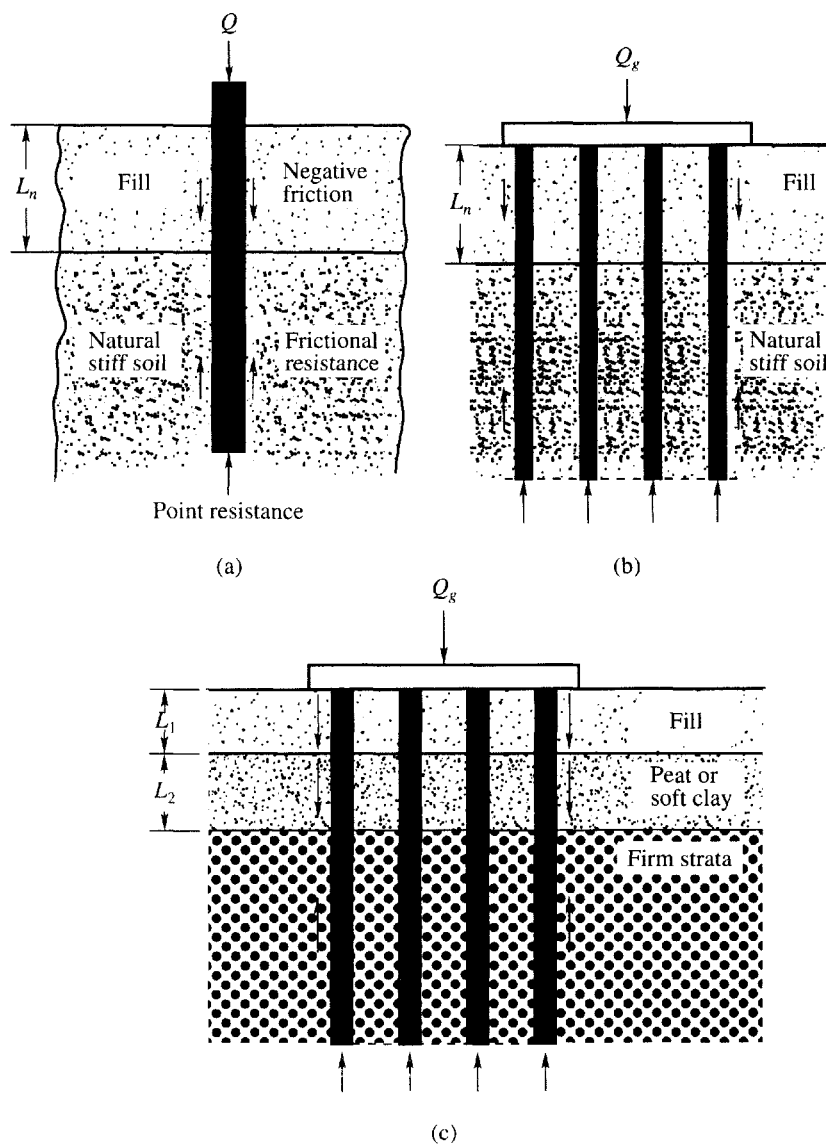 Q
L_n
Fill
Negative
friction
Natural
stiff soil
Frictional
resistance
Point resistance
(a)
Q_g
L_n
Fill
Natural
stiff soil
(b)
Q_g
L_1
Fill
L_2
Peat or
soft clay
Firm strata
(c)